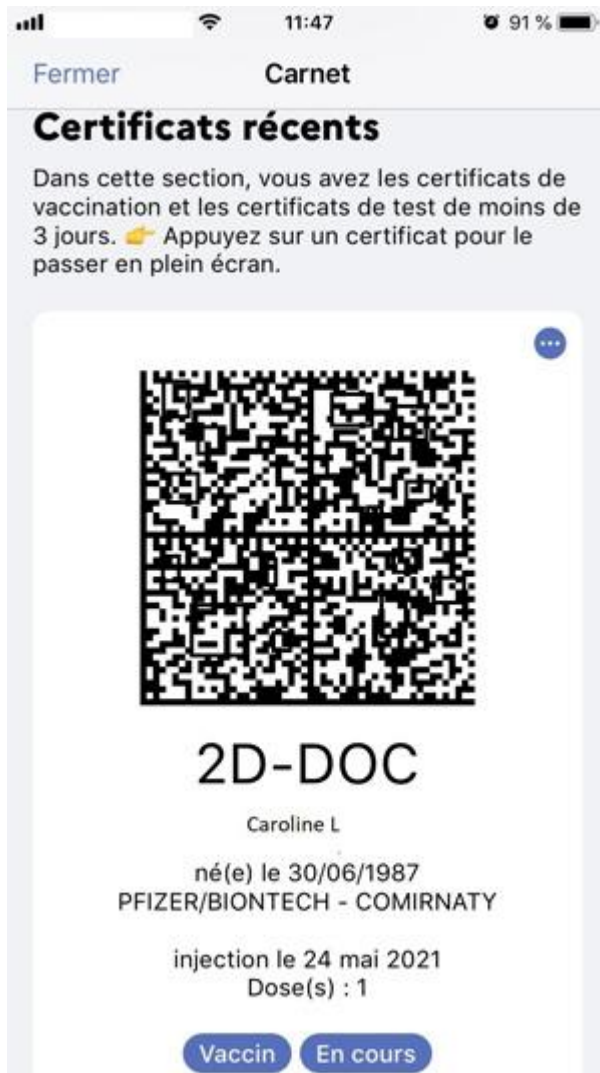 11:47
91 %
Fermer
Carnet
Certificats récents
Dans cette section, vous avez les certificats de
vaccination et les certificats de test de moins de
3 jours. 👉 Appuyez sur un certificat pour le
passer en plein écran.
2D-DOC
Caroline L
né(e) le 30/06/1987
PFIZER/BIONTECH - COMIRNATY
injection le 24 mai 2021
Dose(s) : 1
Vaccin
En cours